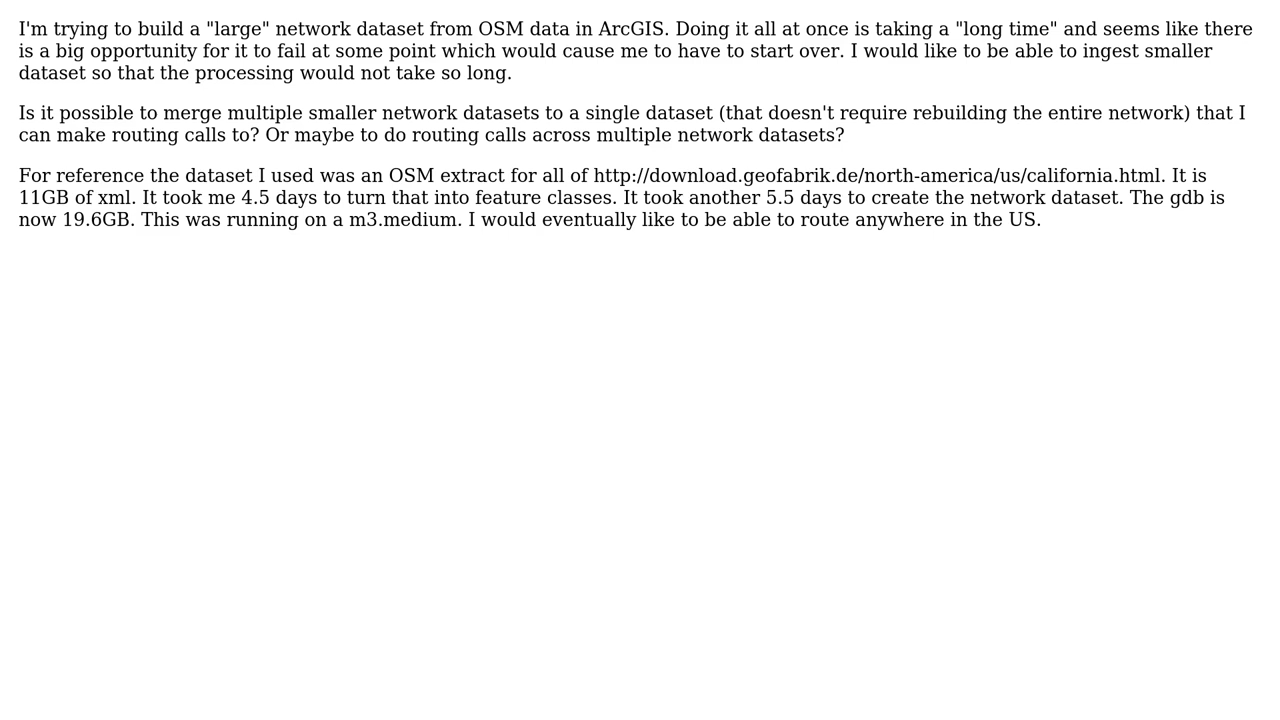 I'm trying to build a "large" network dataset from OSM data in ArcGIS. Doing it all at once is taking a "long time" and seems like there
is a big opportunity for it to fail at some point which would cause me to have to start over. I would like to be able to ingest smaller
dataset so that the processing would not take so long.
Is it possible to merge multiple smaller network datasets to a single dataset (that doesn't require rebuilding the entire network) that I
can make routing calls to? Or maybe to do routing calls across multiple network datasets?
For reference the dataset I used was an OSM extract for all of http://download.geofabrik.de/north-america/us/california.html. It is
11GB of xml. It took me 4.5 days to turn that into feature classes. It took another 5.5 days to create the network dataset. The gdb is
now 19.6GB. This was running on a m3.medium. I would eventually like to be able to route anywhere in the US.